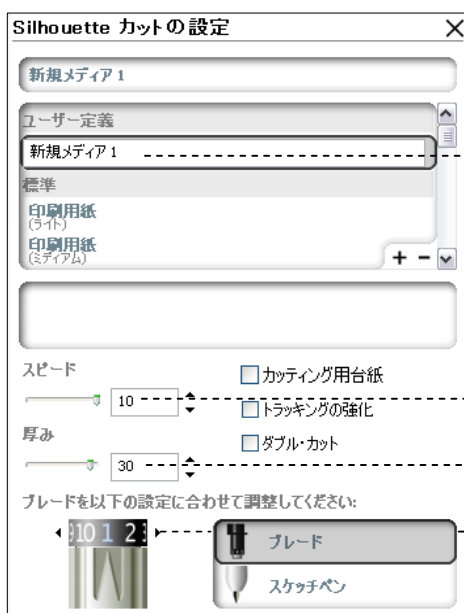 Silhouette カットの設定
新規メディア 1
ユーザー定義
新規メディア 1
標準
印刷用紙
(ライト)
印刷用紙
(ミディアム)
+ -
スピード
10
カッティング用台紙
トラッキングの強化
厚み
30
ダブル・カット
ブレードを以下の設定に合わせて調整してください:
10 1 2
ブレード
スケッチペン